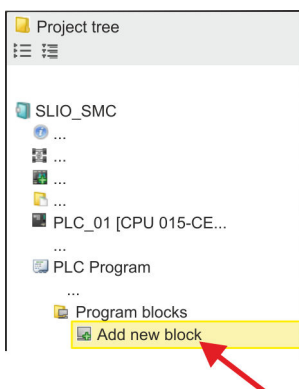 Project tree
SLIO_SMC
...
...
...
...
PLC_01 [CPU 015-CE...
...
PLC Program
...
Program blocks
Add new block